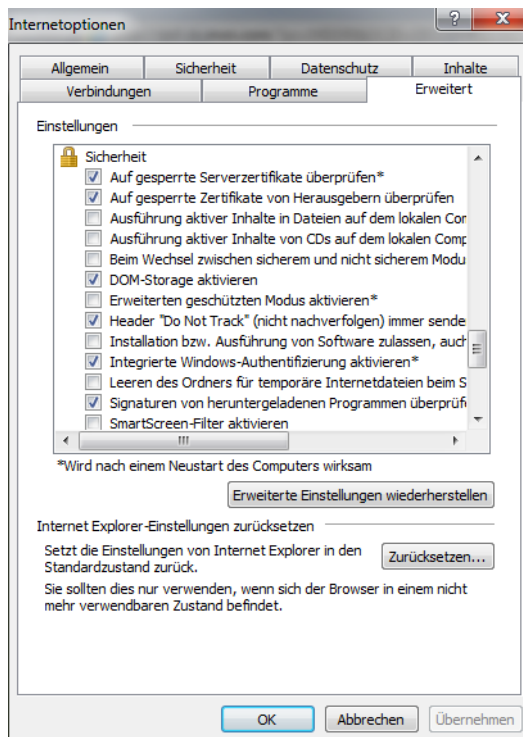 Internetoptionen
Allgemein Sicherheit Datenschutz Inhalte
Verbindungen Programme Erweitert
Einstellungen
Sicherheit
Auf gesperrte Serverzertifikate überprüfen*
Auf gesperrte Zertifikate von Herausgebern überprüfen
Ausführung aktiver Inhalte in Dateien auf dem lokalen Con
Ausführung aktiver Inhalte von CDs auf dem lokalen Comp
Beim Wechsel zwischen sicherem und nicht sicherem Modu
DOM-Storage aktivieren
Erweiterten geschützten Modus aktivieren*
Header "Do Not Track" (nicht nachverfolgen) immer sende
Installation bzw. Ausführung von Software zulassen, auch
Integrierte Windows-Authentifizierung aktivieren*
Leeren des Ordners für temporäre Internetdateien beim S
Signaturen von heruntergeladenen Programmen überprüf
SmartScreen-Filter aktivieren
*Wird nach einem Neustart des Computers wirksam
Erweiterte Einstellungen wiederherstellen
Internet Explorer-Einstellungen zurücksetzen
Setzt die Einstellungen von Internet Explorer in den
Standardzustand zurück.
Zurücksetzen...
Sie sollten dies nur verwenden, wenn sich der Browser in einem nicht
mehr verwendbaren Zustand befindet.
OK Abbrechen Übernehmen